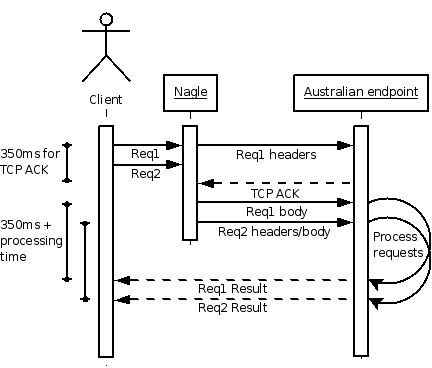 Client
Nagle
Australian endpoint
350ms for
TCP ACK
Req1
Req2
Req1 headers
TCP ACK
Req1 body
Req2 headers/body
350ms +
processing
time
Process
requests
Req1 Result
Req2 Result